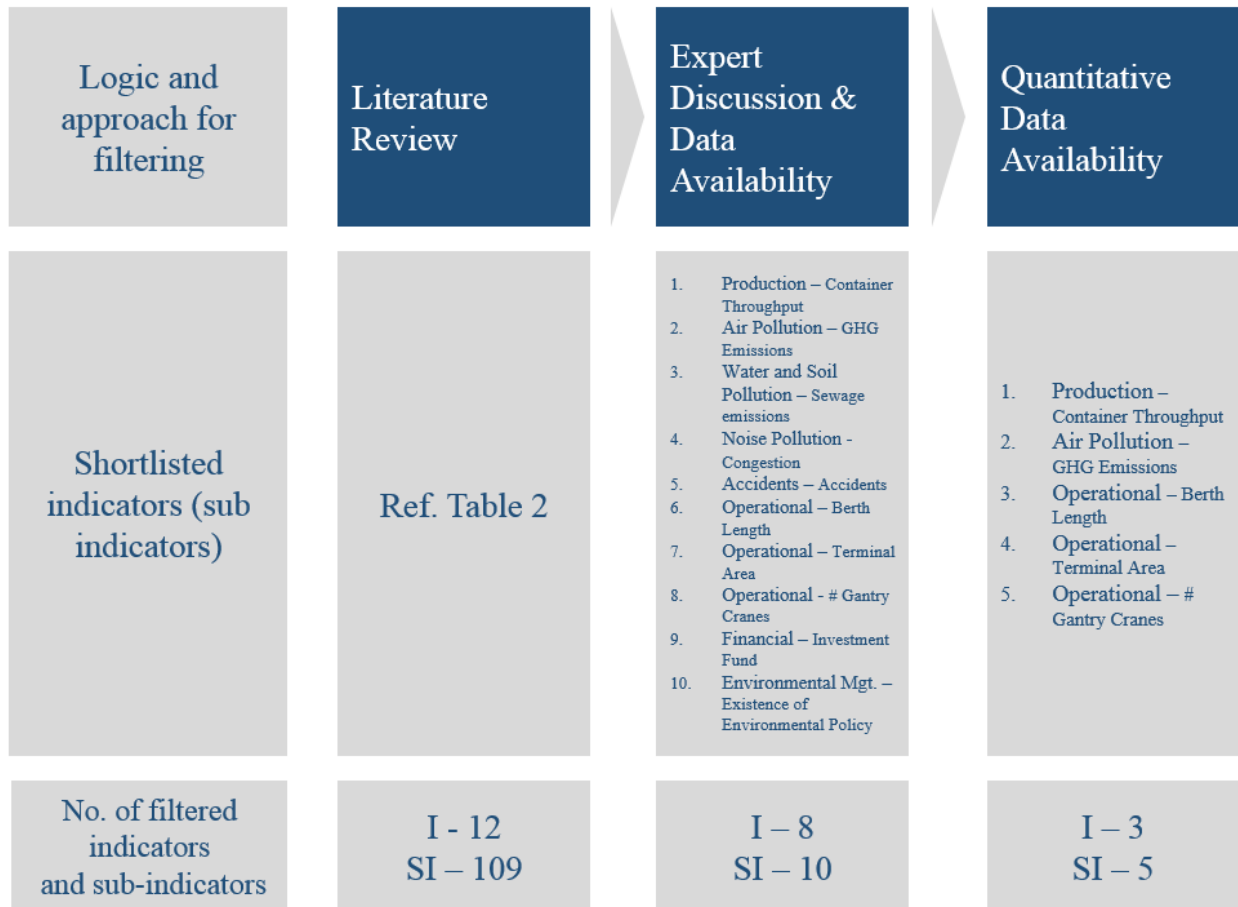 Logic and
approach for
filtering
Literature
Review
Expert
Discussion &
Data
Availability
Quantitative
Data
Availability
Shortlisted
indicators (sub
indicators)
Ref. Table 2
1. Production – Container
Throughput
2. Air Pollution – GHG
Emissions
3. Water and Soil
Pollution – Sewage
emissions
4. Noise Pollution -
Congestion
5. Accidents – Accidents
6. Operational – Berth
Length
7. Operational – Terminal
Area
8. Operational - # Gantry
Cranes
9. Financial – Investment
Fund
10. Environmental Mgt. –
Existence of
Environmental Policy
1. Production –
Container Throughput
2. Air Pollution –
GHG Emissions
3. Operational – Berth
Length
4. Operational –
Terminal Area
5. Operational – #
Gantry Cranes
No. of filtered
indicators
and sub-indicators
I - 12
SI – 109
I – 8
SI – 10
I – 3
SI – 5